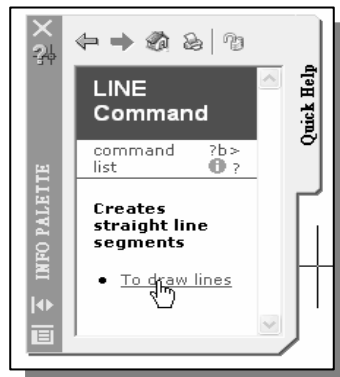 LINE
Command
command ?b>
list ?
Creates
straight line
segments
• To draw lines
Quick Help
INFO PALETTE